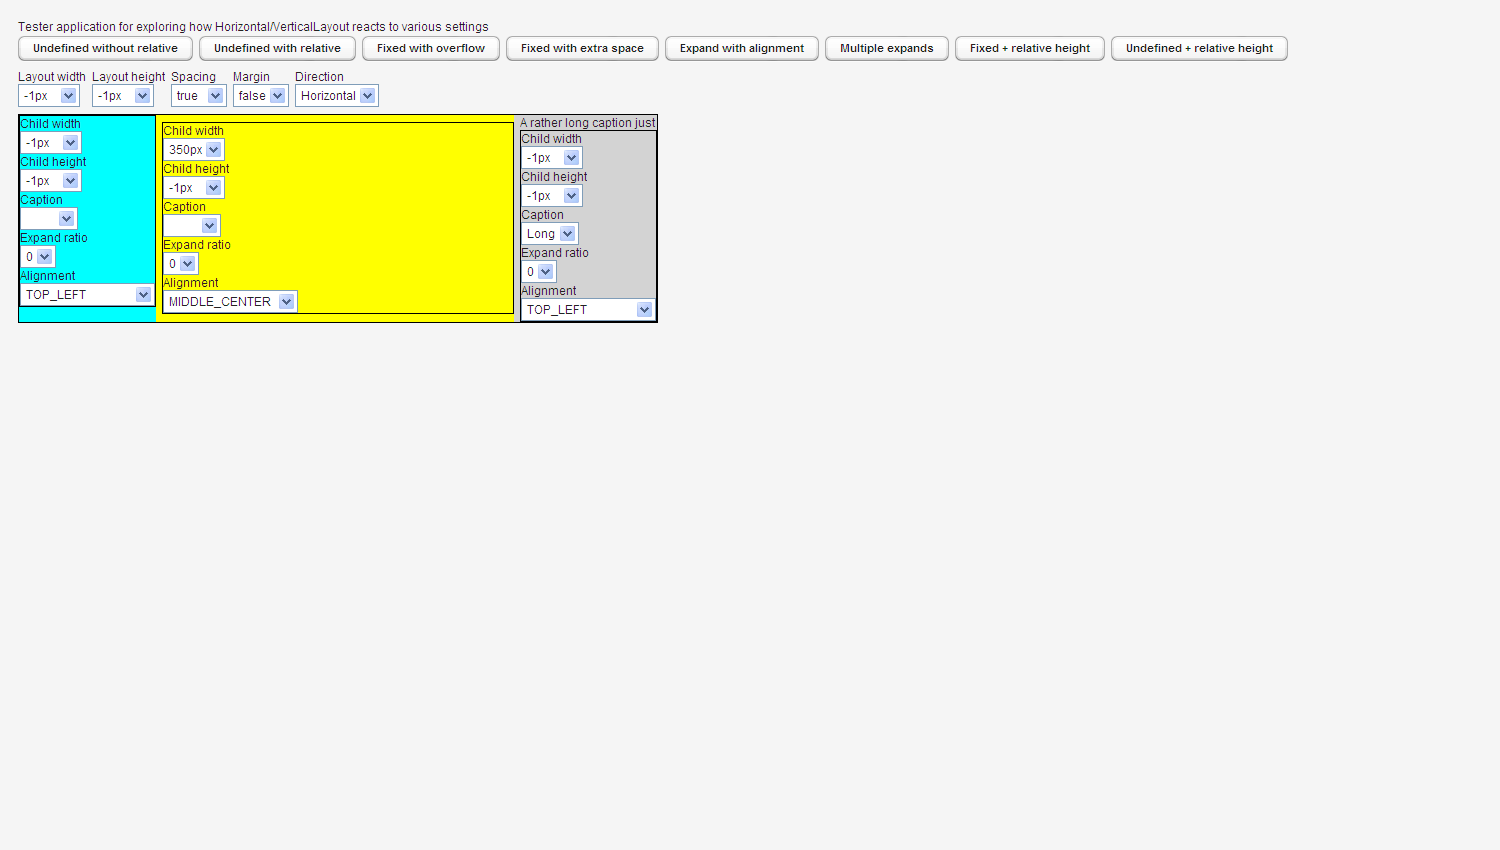 Tester application for exploring how Horizontal/VerticalLayout reacts to various settings
Undefined without relative Undefined with relative Fixed with overflow Fixed with extra space Expand with alignment Multiple expands Fixed + relative height Undefined + relative height
Layout width Layout height Spacing Margin Direction
-1px -1px true false Horizontal
Child width
-1px
Child height
-1px
Caption
Expand ratio
0
Alignment
TOP_LEFT
Child width
350px
Child height
-1px
Caption
Expand ratio
0
Alignment
MIDDLE_CENTER
A rather long caption just
Child width
-1px
Child height
-1px
Caption
Long
Expand ratio
0
Alignment
TOP_LEFT